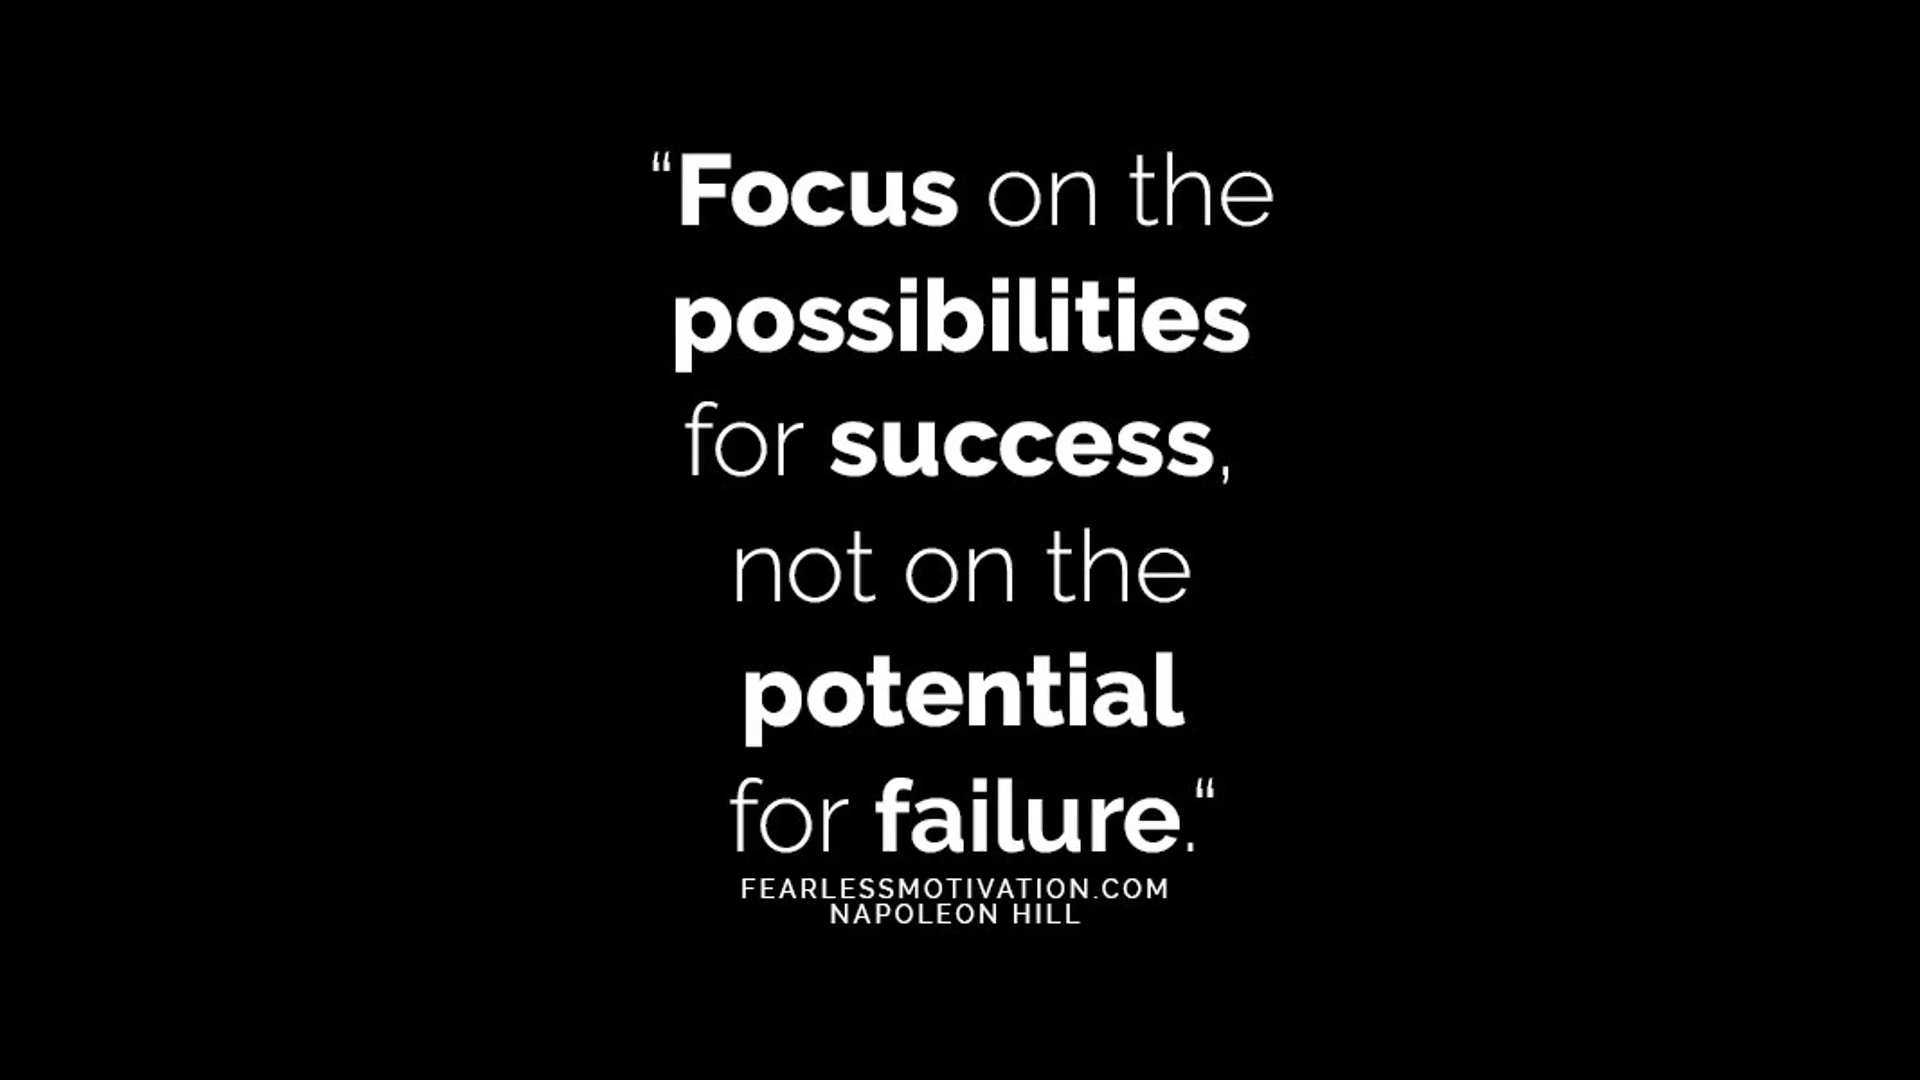 “Focus on the
possibilities
for success,
not on the
potential
for failure.“
FEARLESSMOTIVATION.COM
NAPOLEON HILL